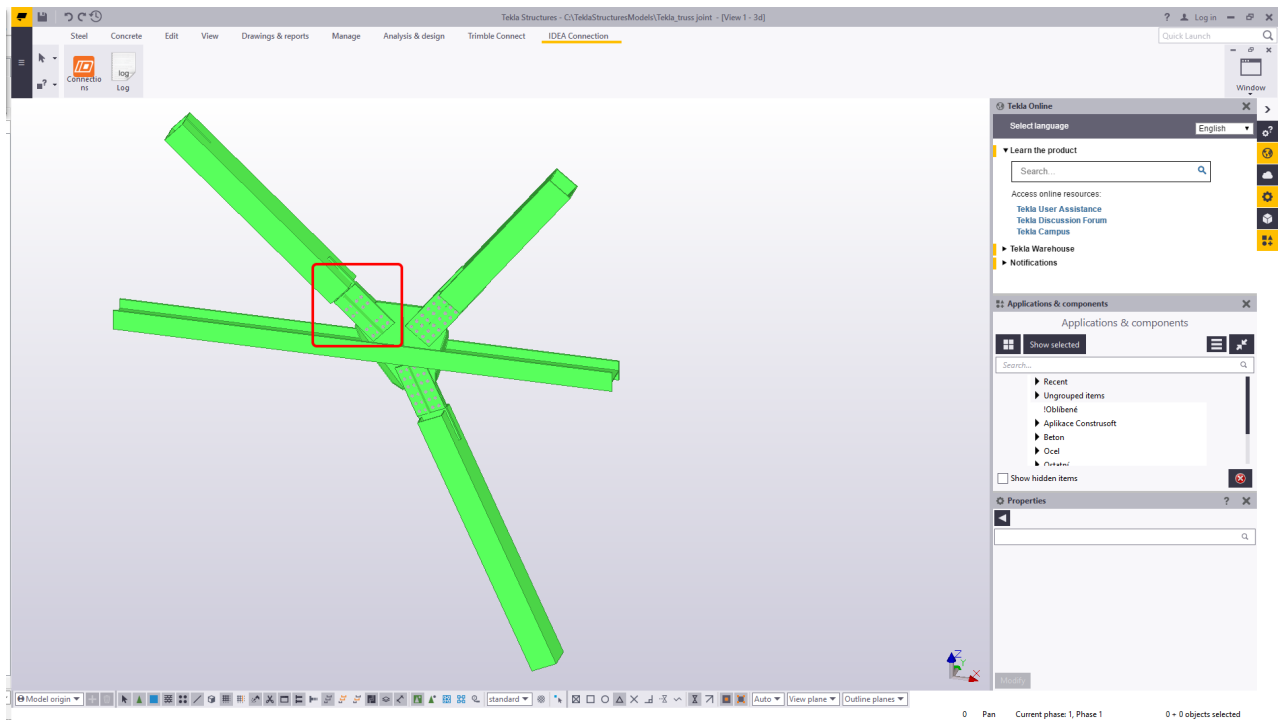 Tekla Structures - C:\TeklaStructuresModels\Tekla_truss joint - [View 1 - 3d]
? Log in
Steel Concrete Edit View Drawings & reports Manage Analysis & design Trimble Connect IDEA Connection
Quick Launch
Connectio
ns
log
Log
Window
Tekla Online
Select language
English
Learn the product
Search...
Access online resources:
Tekla User Assistance
Tekla Discussion Forum
Tekla Campus
Tekla Warehouse
Notifications
Applications & components
Applications & components
Show selected
Search...
Recent
Ungrouped items
!Oblíbené
Aplikace Construsoft
Beton
Ocel
Ostatní
Show hidden items
Properties
?
Z
Y
X
Modify
Model origin
standard
Auto
View plane
Outline planes
0 Pan Current phase: 1, Phase 1 0 + 0 objects selected